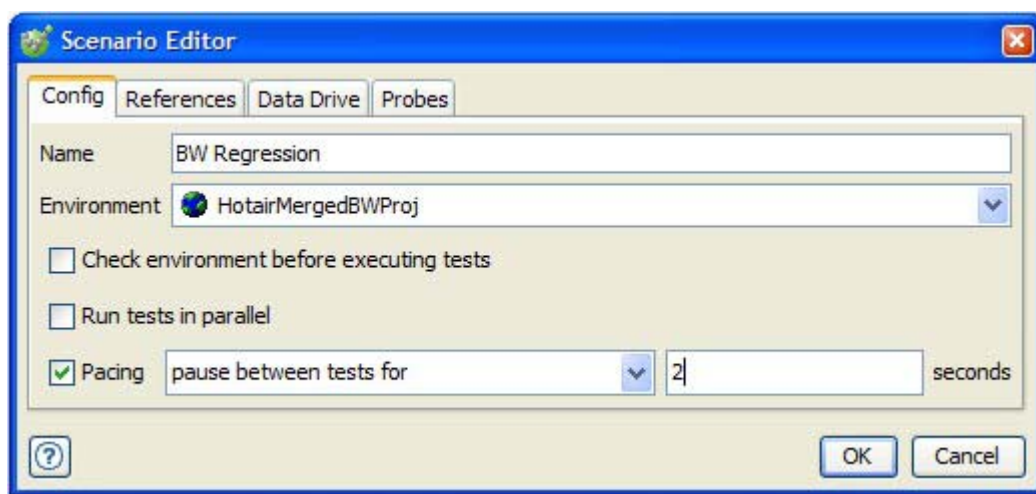 Scenario Editor
Config References Data Drive Probes
Name BW Regression
Environment HotairMergedBWProj
Check environment before executing tests
Run tests in parallel
Pacing pause between tests for 2 seconds
? OK Cancel